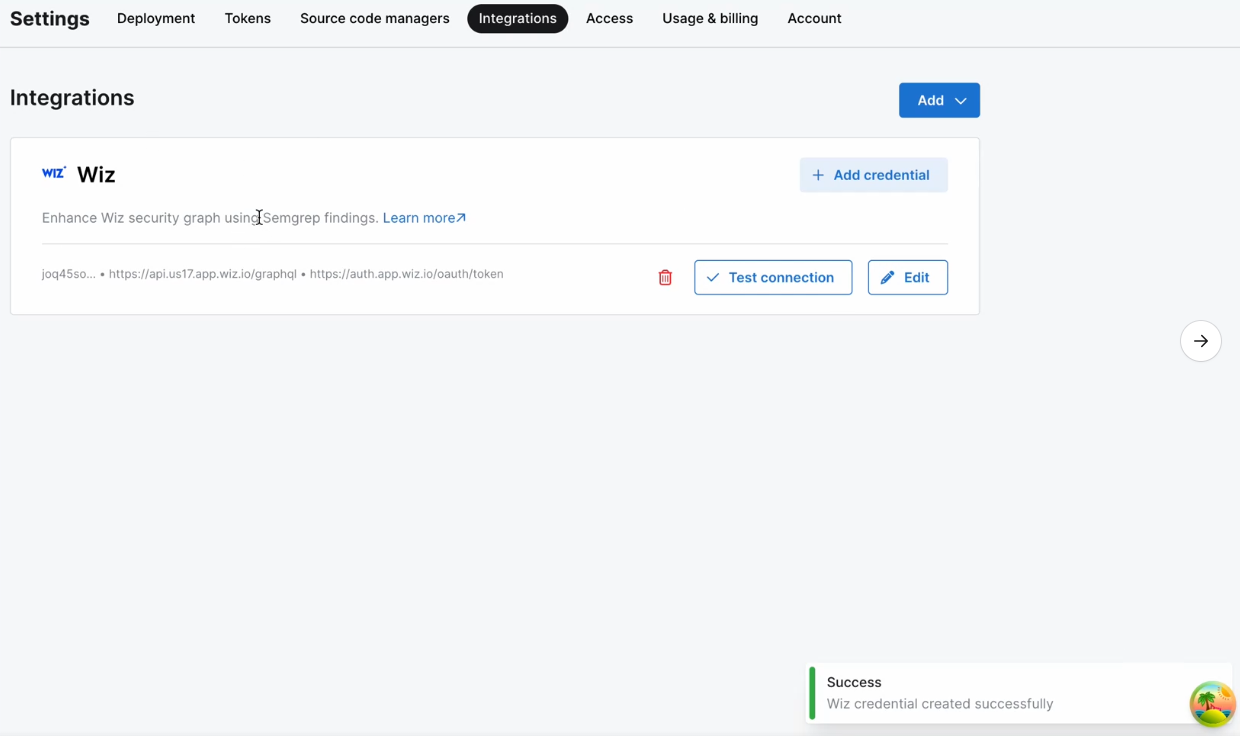 Settings Deployment Tokens Source code managers Integrations Access Usage & billing Account
Integrations
Add
WIZ Wiz
Add credential
Enhance Wiz security graph using Semgrep findings. Learn more
joq45so... • https://api.us17.app.wiz.io/graphql • https://auth.app.wiz.io/oauth/token
Test connection
Edit
Success
Wiz credential created successfully